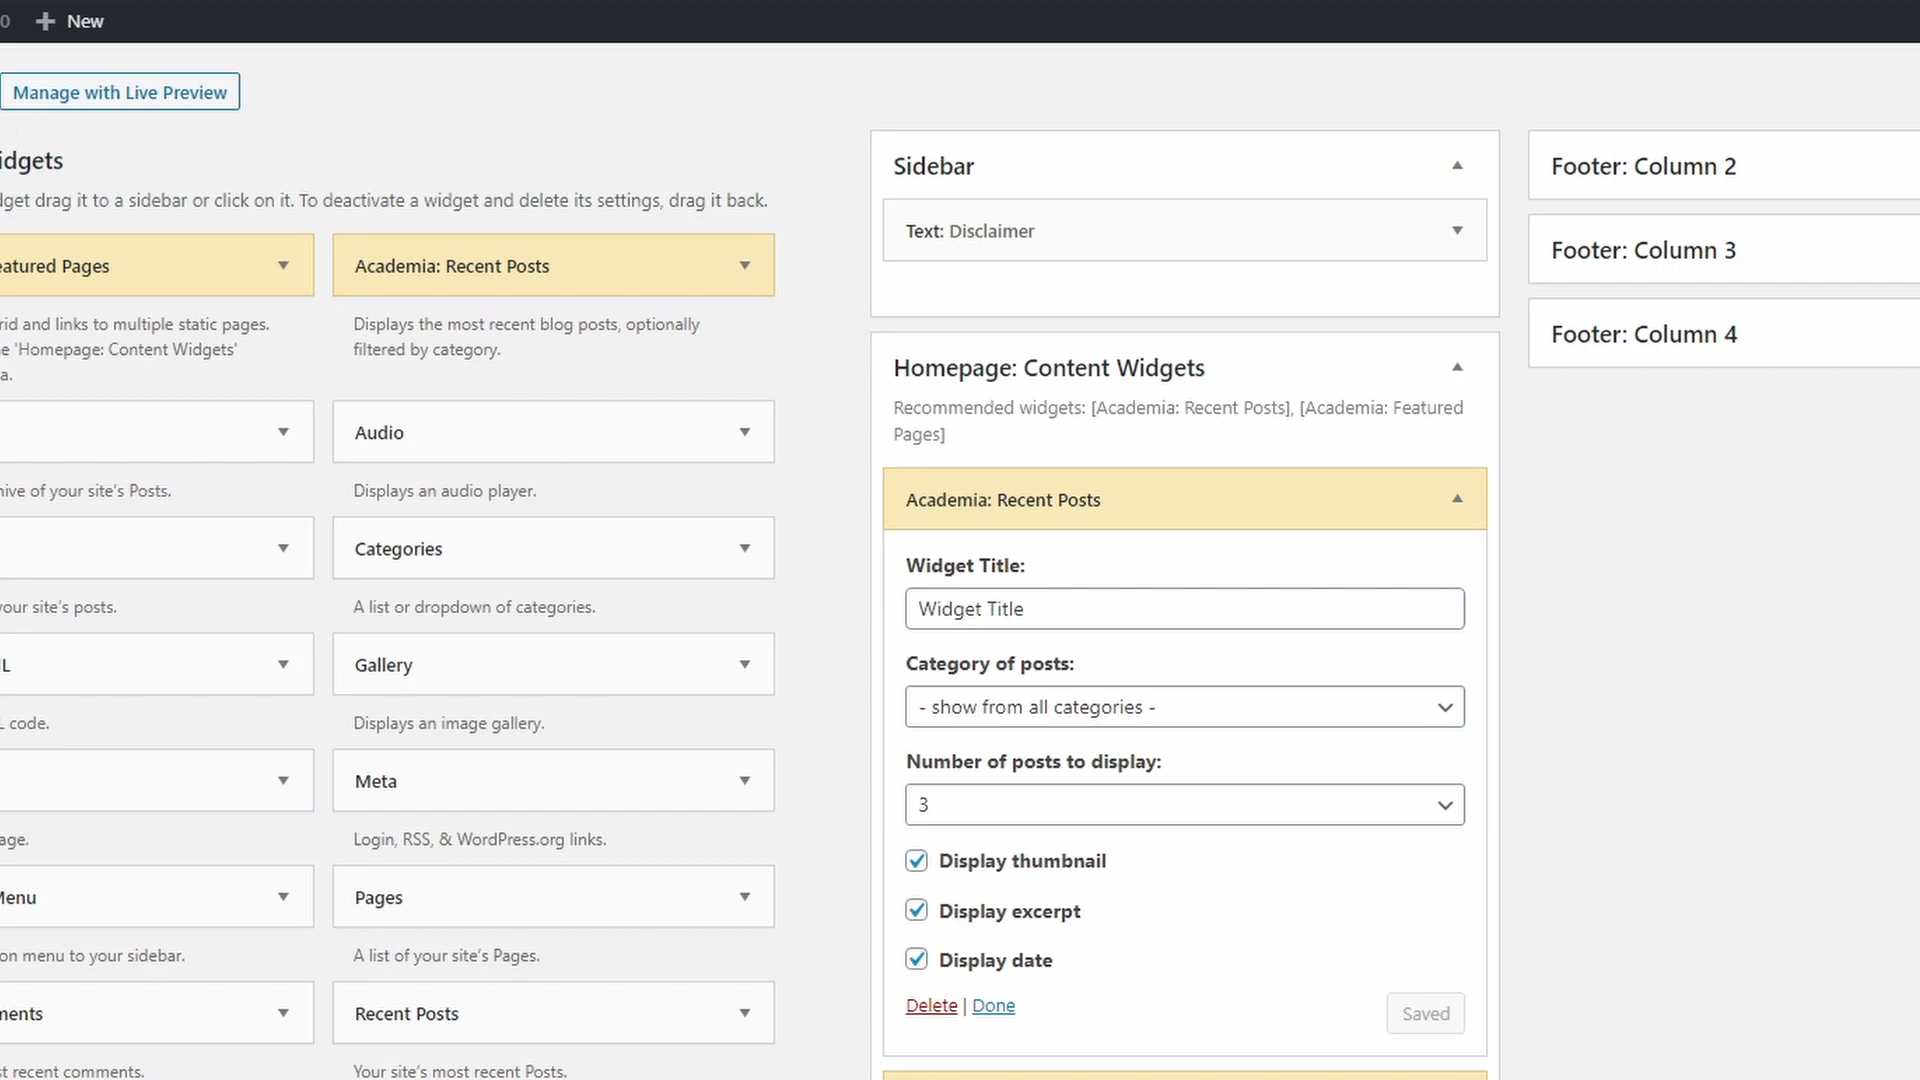 0 New
Manage with Live Preview
idgets
dget drag it to a sidebar or click on it. To deactivate a widget and delete its settings, drag it back.
eatured Pages
rid and links to multiple static pages.
e 'Homepage: Content Widgets'
a.
hive of your site's Posts.
your site's posts.
L
L code.
age.
Menu
on menu to your sidebar.
ments
t recent comments.
Academia: Recent Posts
Displays the most recent blog posts, optionally
filtered by category.
Audio
Displays an audio player.
Categories
A list or dropdown of categories.
Gallery
Displays an image gallery.
Meta
Login, RSS, & WordPress.org links.
Pages
A list of your site's Pages.
Recent Posts
Your site's most recent Posts.
Sidebar
Text: Disclaimer
Homepage: Content Widgets
Recommended widgets: [Academia: Recent Posts], [Academia: Featured
Pages]
Academia: Recent Posts
Widget Title:
Widget Title
Category of posts:
- show from all categories -
Number of posts to display:
3
Display thumbnail
Display excerpt
Display date
Delete | Done
Saved
Footer: Column 2
Footer: Column 3
Footer: Column 4